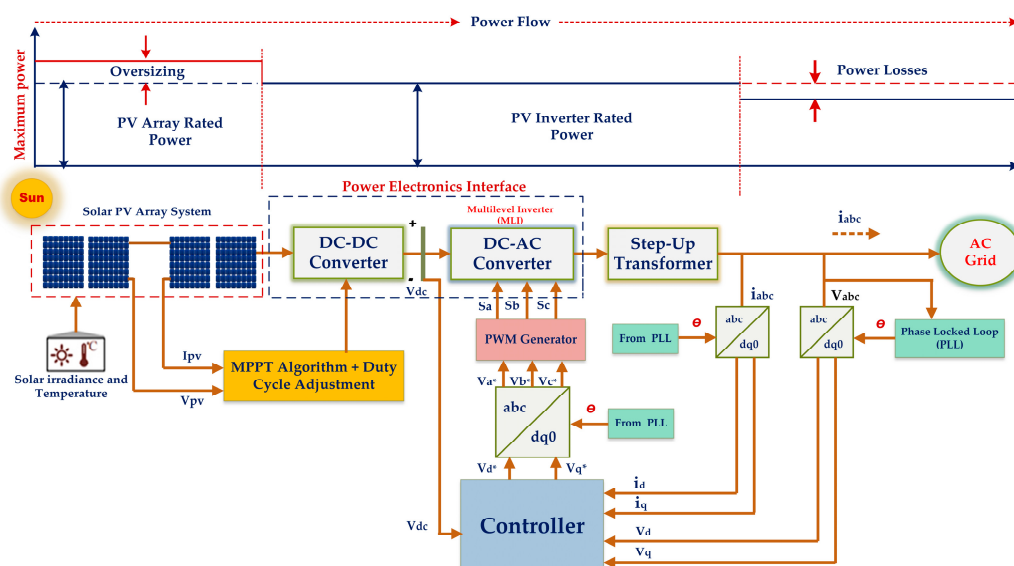 Power Flow
Maximum power
Oversizing
Power Losses
PV Array Rated
Power
PV Inverter Rated
Power
Sun
Power Electronics Interface
Solar PV Array System
Multilevel Inverter
(MLI)
iabc
DC-DC
Converter
+
-
Vdc
DC-AC
Converter
Step-Up
Transformer
AC
Grid
Sa
Sb
Sc
iabc
Vabc
°C
Solar irradiance and
Temperature
Ipv
Vpv
MPPT Algorithm + Duty
Cycle Adjustment
PWM Generator
From PLL
ɵ
abc
dq0
abc
dq0
ɵ
Phase Locked Loop
(PLL)
Va*
Vb*
Vc*
abc
dq0
ɵ
From PLL
Vd*
Vq*
Vdc
Controller
id
iq
Vd
Vq